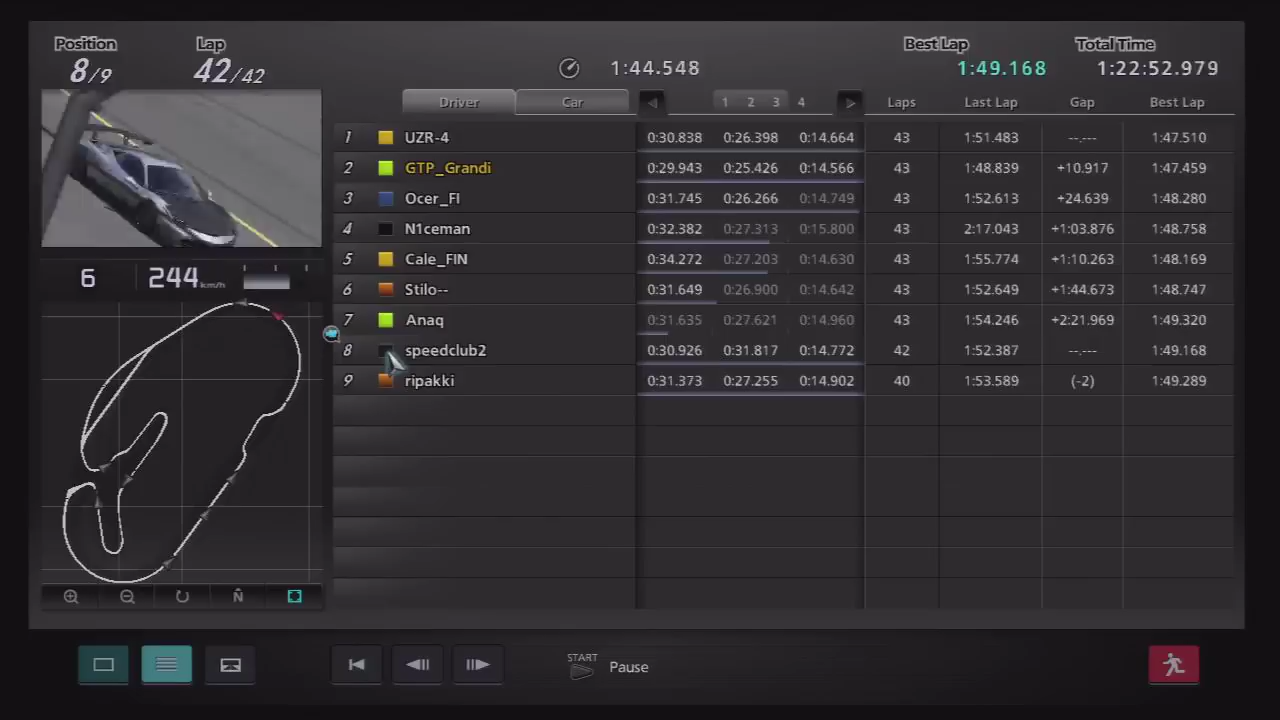 Position Lap Best Lap Total Time
8/9 42/42 1:44.548 1:49.168 1:22:52.979
Driver Car 1 2 3 4 Laps Last Lap Gap Best Lap
1 UZR-4 0:30.838 0:26.398 0:14.664 43 1:51.483 --.--- 1:47.510
2 GTP_Grandi 0:29.943 0:25.426 0:14.566 43 1:48.839 +10.917 1:47.459
3 Ocer_FI 0:31.745 0:26.266 0:14.749 43 1:52.613 +24.639 1:48.280
4 N1ceman 0:32.382 0:27.313 0:15.800 43 2:17.043 +1:03.876 1:48.758
5 Cale_FIN 0:34.272 0:27.203 0:14.630 43 1:55.774 +1:10.263 1:48.169
6 Stilo-- 0:31.649 0:26.900 0:14.642 43 1:52.649 +1:44.673 1:48.747
7 Anaq 0:31.635 0:27.621 0:14.960 43 1:54.246 +2:21.969 1:49.320
8 speedclub2 0:30.926 0:31.817 0:14.772 42 1:52.387 --.--- 1:49.168
9 ripakki 0:31.373 0:27.255 0:14.902 40 1:53.589 (-2) 1:49.289
6 244 km/h
N
START
Pause